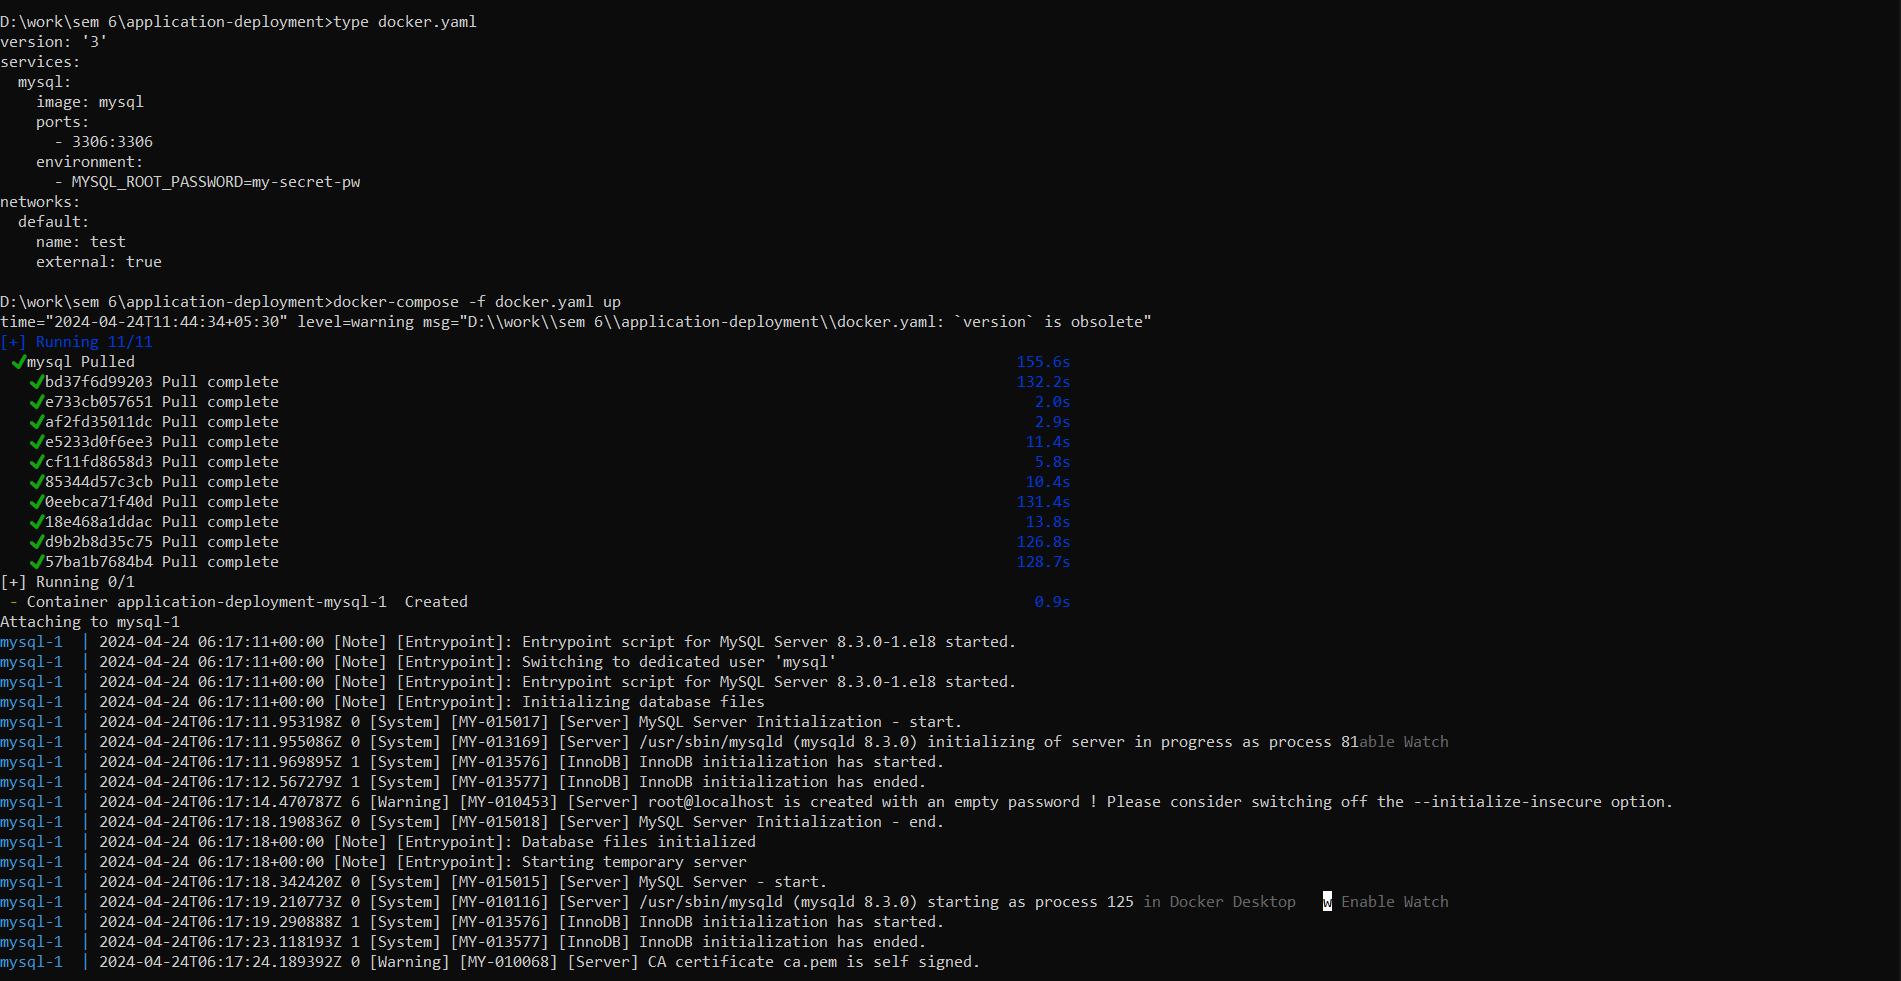 D:\work\sem 6\application-deployment>type docker.yaml
version: '3'
services:
  mysql:
    image: mysql
    ports:
      - 3306:3306
    environment:
      - MYSQL_ROOT_PASSWORD=my-secret-pw
networks:
  default:
    name: test
    external: true

D:\work\sem 6\application-deployment>docker-compose -f docker.yaml up
time="2024-04-24T11:44:34+05:30" level=warning msg="D:\\work\\sem 6\\application-deployment\\docker.yaml: `version` is obsolete"
[+] Running 11/11
 ✔mysql Pulled 155.6s
   ✔bd37f6d99203 Pull complete 132.2s
   ✔e733cb057651 Pull complete 2.0s
   ✔af2fd35011dc Pull complete 2.9s
   ✔e5233d0f6ee3 Pull complete 11.4s
   ✔cf11fd8658d3 Pull complete 5.8s
   ✔85344d57c3cb Pull complete 10.4s
   ✔0eebca71f40d Pull complete 131.4s
   ✔18e468a1ddac Pull complete 13.8s
   ✔d9b2b8d35c75 Pull complete 126.8s
   ✔57ba1b7684b4 Pull complete 128.7s
[+] Running 0/1
 - Container application-deployment-mysql-1  Created 0.9s
Attaching to mysql-1
mysql-1  | 2024-04-24 06:17:11+00:00 [Note] [Entrypoint]: Entrypoint script for MySQL Server 8.3.0-1.el8 started.
mysql-1  | 2024-04-24 06:17:11+00:00 [Note] [Entrypoint]: Switching to dedicated user 'mysql'
mysql-1  | 2024-04-24 06:17:11+00:00 [Note] [Entrypoint]: Entrypoint script for MySQL Server 8.3.0-1.el8 started.
mysql-1  | 2024-04-24 06:17:11+00:00 [Note] [Entrypoint]: Initializing database files
mysql-1  | 2024-04-24T06:17:11.953198Z 0 [System] [MY-015017] [Server] MySQL Server Initialization - start.
mysql-1  | 2024-04-24T06:17:11.955086Z 0 [System] [MY-013169] [Server] /usr/sbin/mysqld (mysqld 8.3.0) initializing of server in progress as process 81able Watch
mysql-1  | 2024-04-24T06:17:11.969895Z 1 [System] [MY-013576] [InnoDB] InnoDB initialization has started.
mysql-1  | 2024-04-24T06:17:12.567279Z 1 [System] [MY-013577] [InnoDB] InnoDB initialization has ended.
mysql-1  | 2024-04-24T06:17:14.470787Z 6 [Warning] [MY-010453] [Server] root@localhost is created with an empty password ! Please consider switching off the --initialize-insecure option.
mysql-1  | 2024-04-24T06:17:18.190836Z 0 [System] [MY-015018] [Server] MySQL Server Initialization - end.
mysql-1  | 2024-04-24 06:17:18+00:00 [Note] [Entrypoint]: Database files initialized
mysql-1  | 2024-04-24 06:17:18+00:00 [Note] [Entrypoint]: Starting temporary server
mysql-1  | 2024-04-24T06:17:18.342420Z 0 [System] [MY-015015] [Server] MySQL Server - start.
mysql-1  | 2024-04-24T06:17:19.210773Z 0 [System] [MY-010116] [Server] /usr/sbin/mysqld (mysqld 8.3.0) starting as process 125 in Docker Desktop   w Enable Watch
mysql-1  | 2024-04-24T06:17:19.290888Z 1 [System] [MY-013576] [InnoDB] InnoDB initialization has started.
mysql-1  | 2024-04-24T06:17:23.118193Z 1 [System] [MY-013577] [InnoDB] InnoDB initialization has ended.
mysql-1  | 2024-04-24T06:17:24.189392Z 0 [Warning] [MY-010068] [Server] CA certificate ca.pem is self signed.